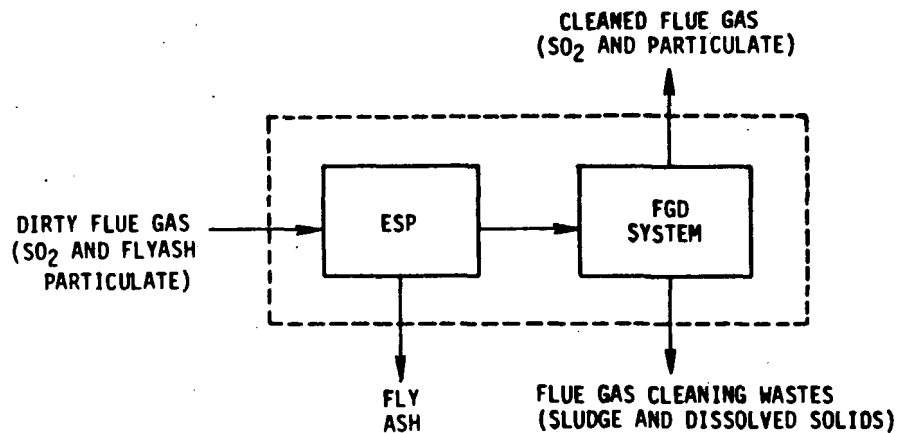 CLEANED FLUE GAS
(SO2 AND PARTICULATE)
DIRTY FLUE GAS
(SO2 AND FLYASH
PARTICULATE)
ESP
FGD
SYSTEM
FLY
ASH
FLUE GAS CLEANING WASTES
(SLUDGE AND DISSOLVED SOLIDS)